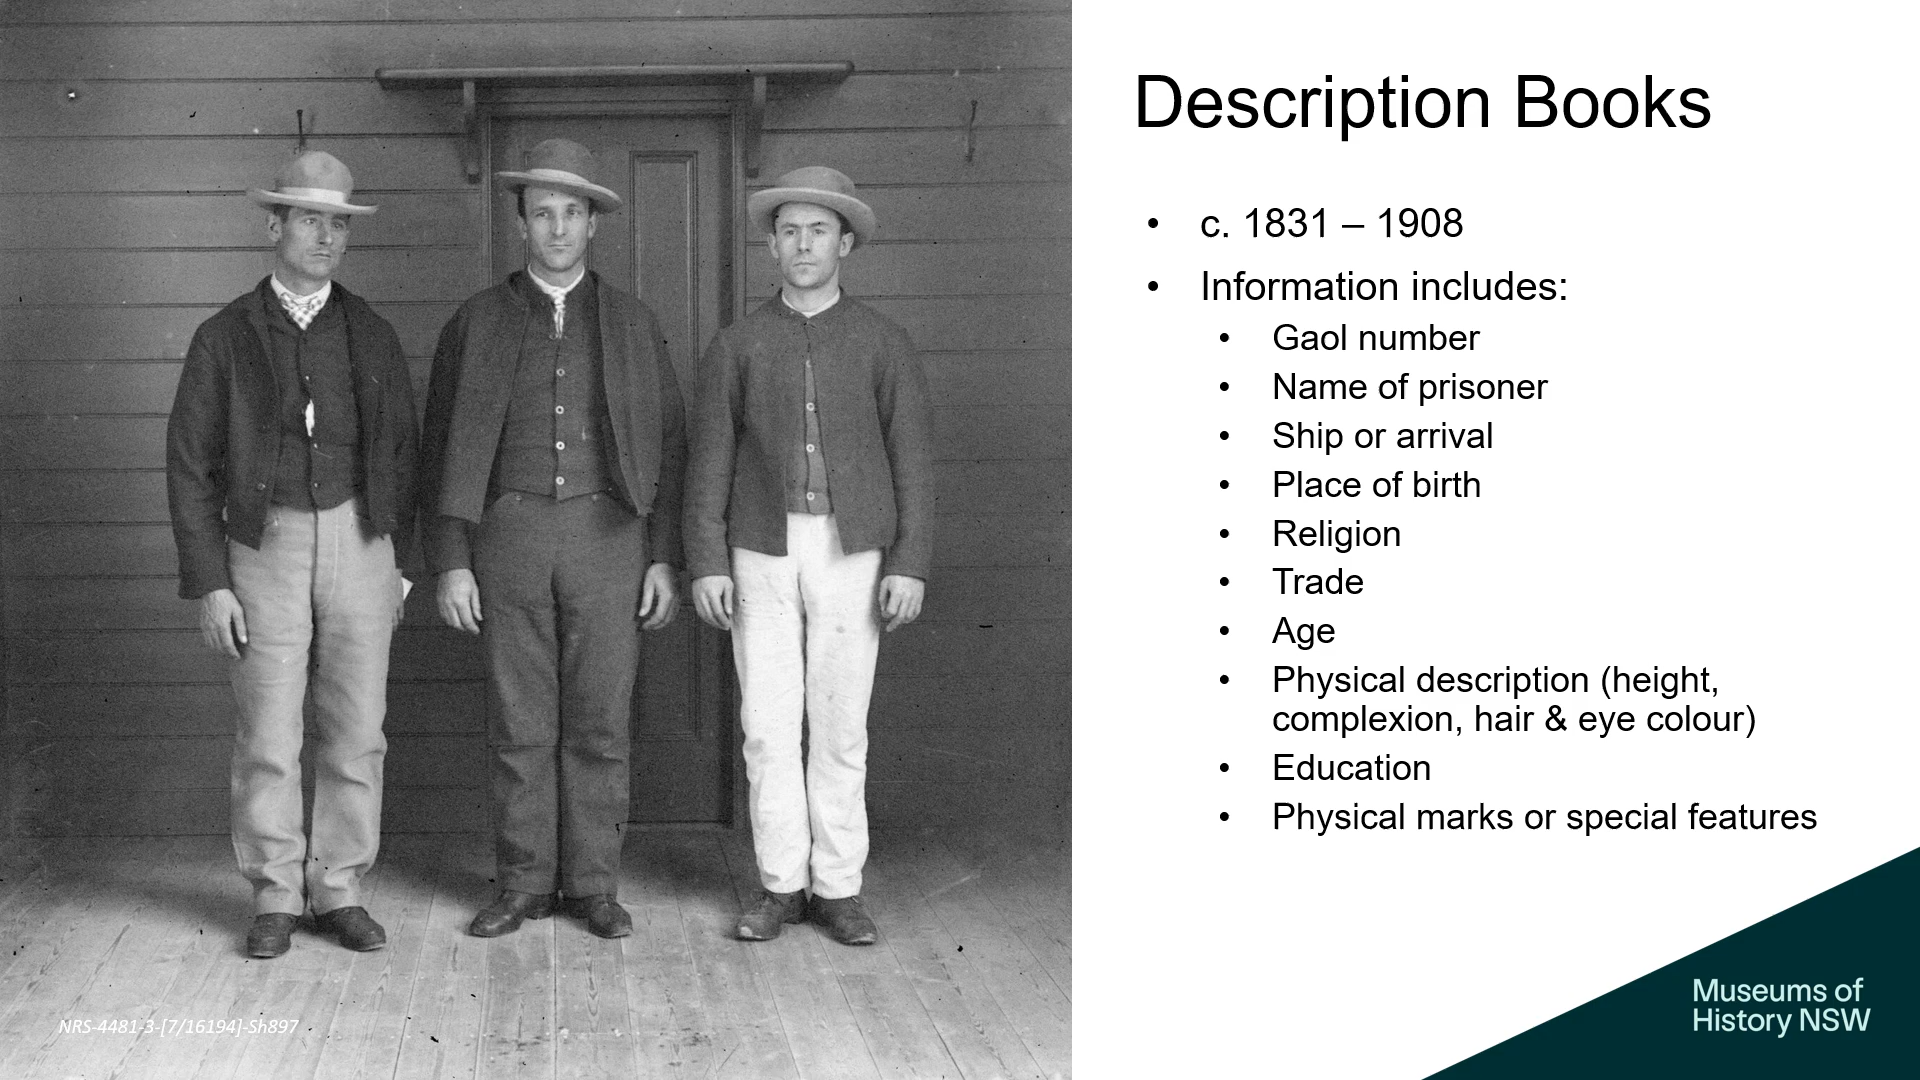 Description Books
• c. 1831 – 1908
• Information includes:
• Gaol number
• Name of prisoner
• Ship or arrival
• Place of birth
• Religion
• Trade
• Age
• Physical description (height,
complexion, hair & eye colour)
• Education
• Physical marks or special features
NRS-4481-3-[7/16194]-Sh897
Museums of
History NSW